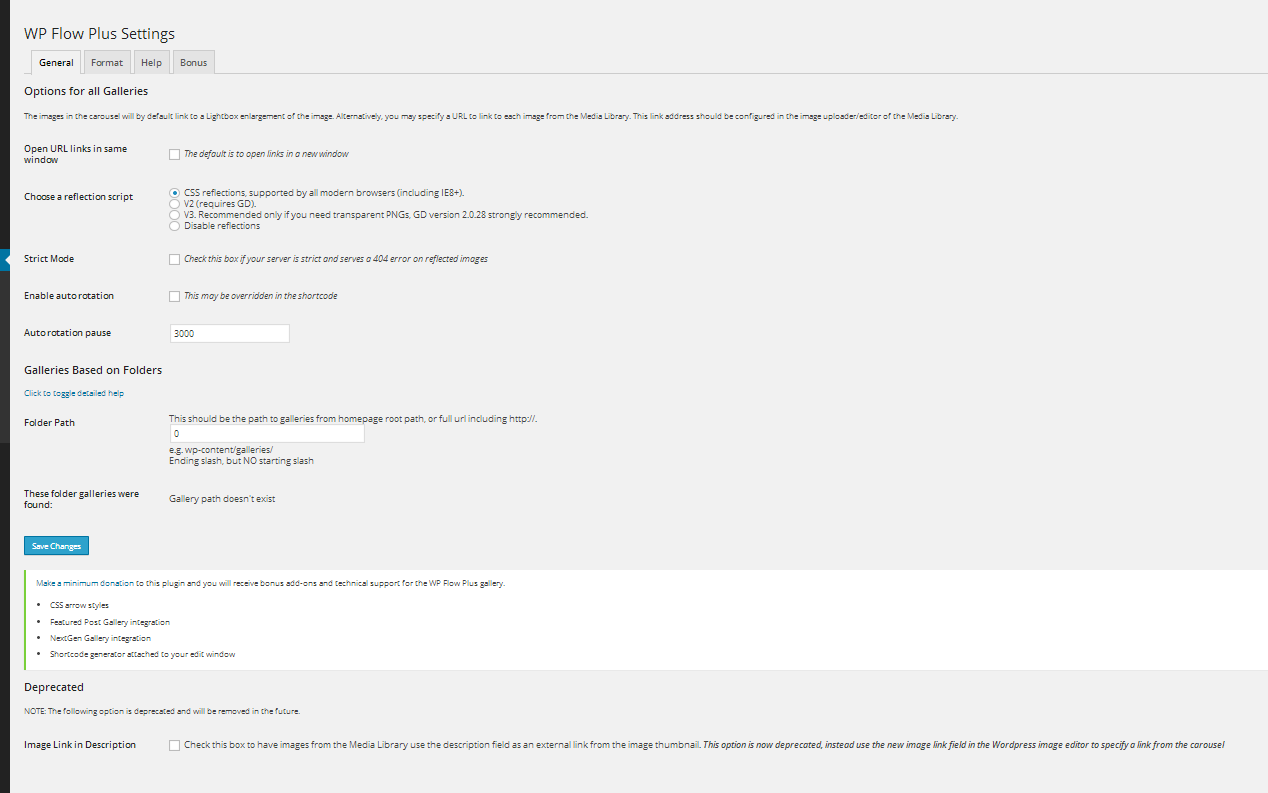 WP Flow Plus Settings
General Format Help Bonus
Options for all Galleries
The images in the carousel will by default link to a Lightbox enlargement of the image. Alternatively, you may specify a URL to link to each image from the Media Library. This link address should be configured in the image uploader/editor of the Media Library.
Open URL links in same
window
The default is to open links in a new window
Choose a reflection script
CSS reflections, supported by all modern browsers (including IE8+).
V2 (requires GD).
V3. Recommended only if you need transparent PNGs, GD version 2.0.28 strongly recommended.
Disable reflections
Strict Mode
Check this box if your server is strict and serves a 404 error on reflected images
Enable auto rotation
This may be overridden in the shortcode
Auto rotation pause
3000
Galleries Based on Folders
Click to toggle detailed help
Folder Path
This should be the path to galleries from homepage root path, or full url including http://.
0
e.g. wp-content/galleries/
Ending slash, but NO starting slash
These folder galleries were
found:
Gallery path doesn't exist
Save Changes
Make a minimum donation to this plugin and you will receive bonus add-ons and technical support for the WP Flow Plus gallery.
• CSS arrow styles
• Featured Post Gallery integration
• NextGen Gallery integration
• Shortcode generator attached to your edit window
Deprecated
NOTE: The following option is deprecated and will be removed in the future.
Image Link in Description
Check this box to have images from the Media Library use the description field as an external link from the image thumbnail. This option is now deprecated, instead use the new image link field in the Wordpress image editor to specify a link from the carousel